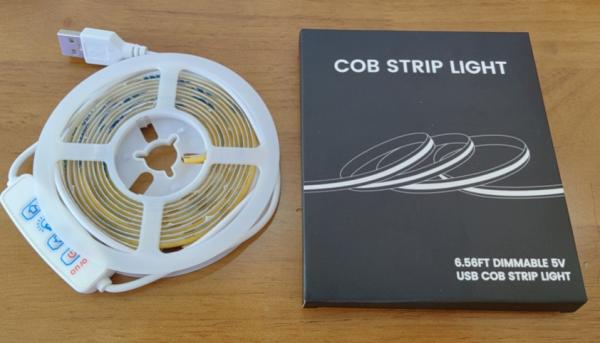 COB STRIP LIGHT
6.56FT DIMMABLE 5V
USB COB STRIP LIGHT